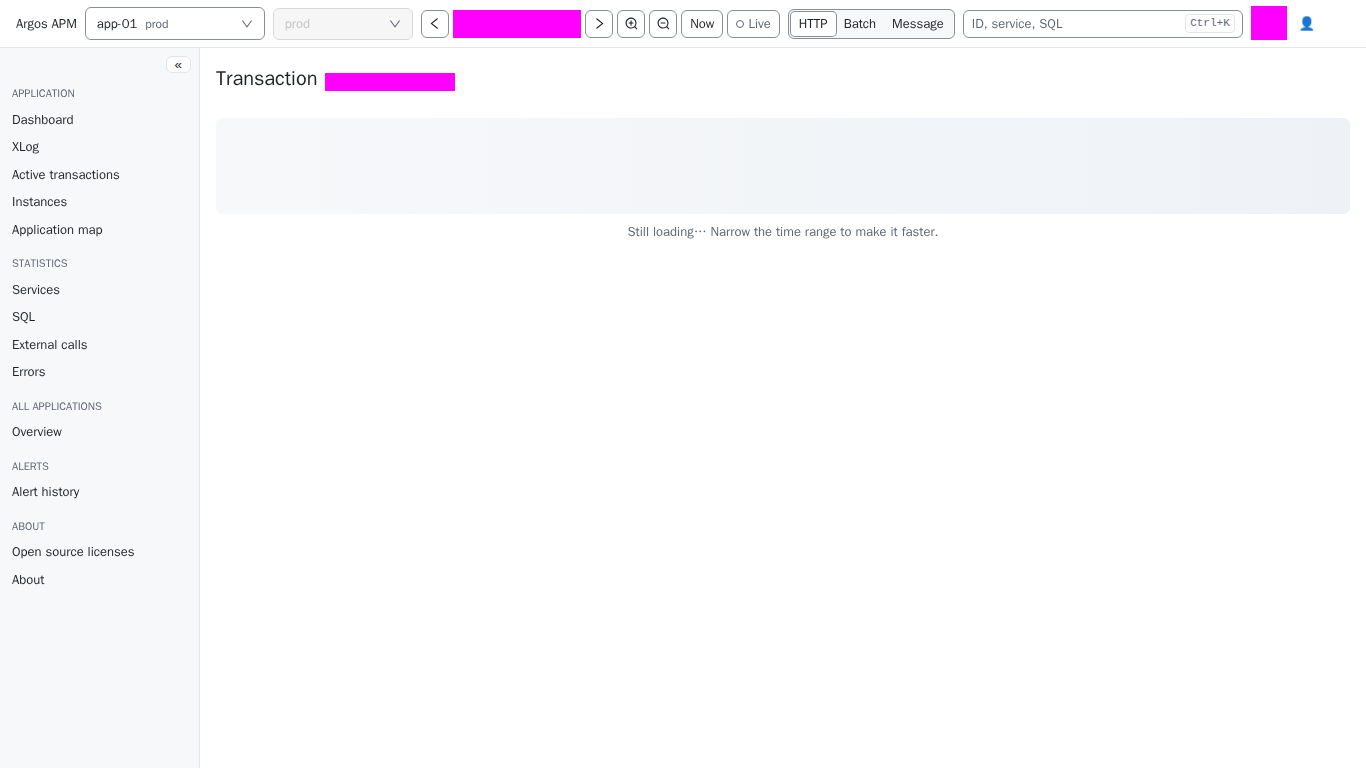 Argos APM
app-01 prod
prod
Now
Live
HTTP
Batch
Message
ID, service, SQL
Ctrl+K
«
APPLICATION
Dashboard
XLog
Active transactions
Instances
Application map
STATISTICS
Services
SQL
External calls
Errors
ALL APPLICATIONS
Overview
ALERTS
Alert history
ABOUT
Open source licenses
About
Transaction
Still loading… Narrow the time range to make it faster.